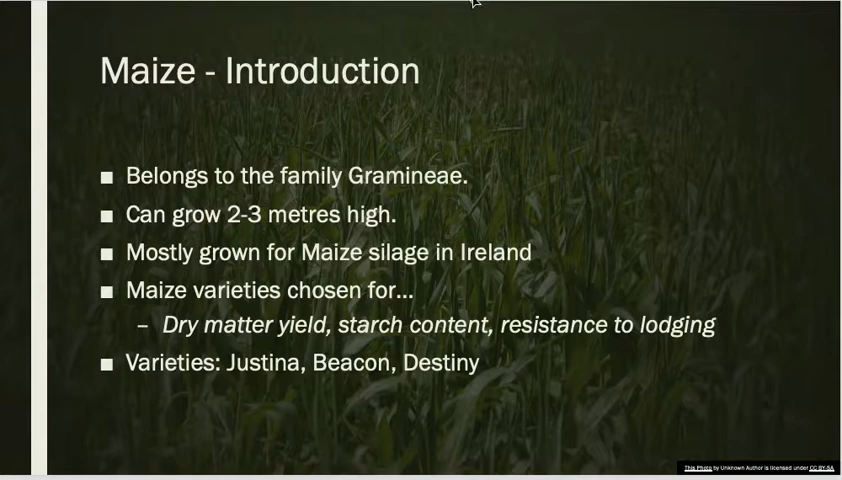 Maize - Introduction
■ Belongs to the family Gramineae.
■ Can grow 2-3 metres high.
■ Mostly grown for Maize silage in Ireland
■ Maize varieties chosen for...
– Dry matter yield, starch content, resistance to lodging
■ Varieties: Justina, Beacon, Destiny
This Photo by Unknown Author is licensed under CC BY-SA